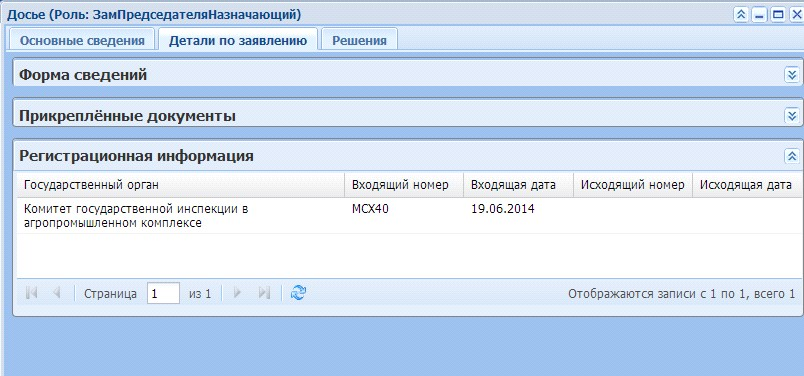 Досье (Роль: ЗамПредседателяНазначающий)
Основные сведения Детали по заявлению Решения
Форма сведений
Прикреплённые документы
Регистрационная информация
Государственный орган Входящий номер Входящая дата Исходящий номер Исходящая дата
Комитет государственной инспекции в МСХ40 19.06.2014
агропромышленном комплексе
Страница 1 из 1 Отображаются записи с 1 по 1, всего 1